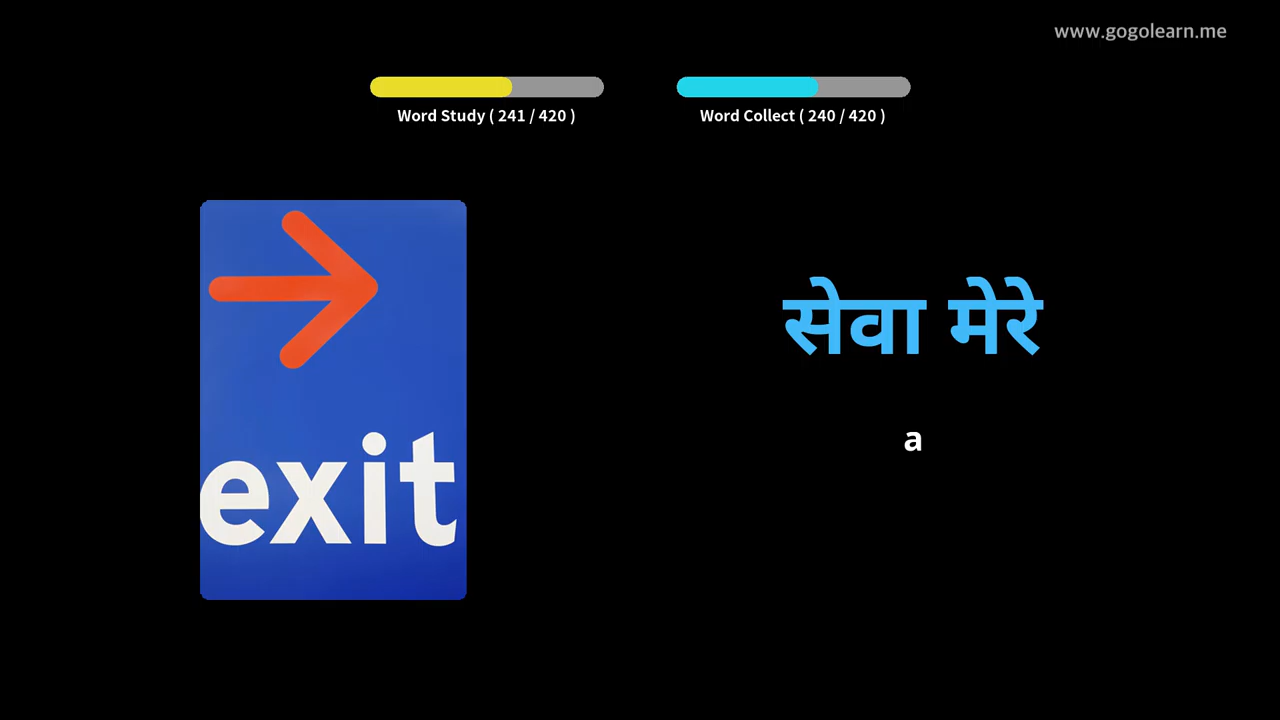 www.gogolearn.me
Word Study ( 241 / 420 )
Word Collect ( 240 / 420 )
exit
सेवा मेरे
a